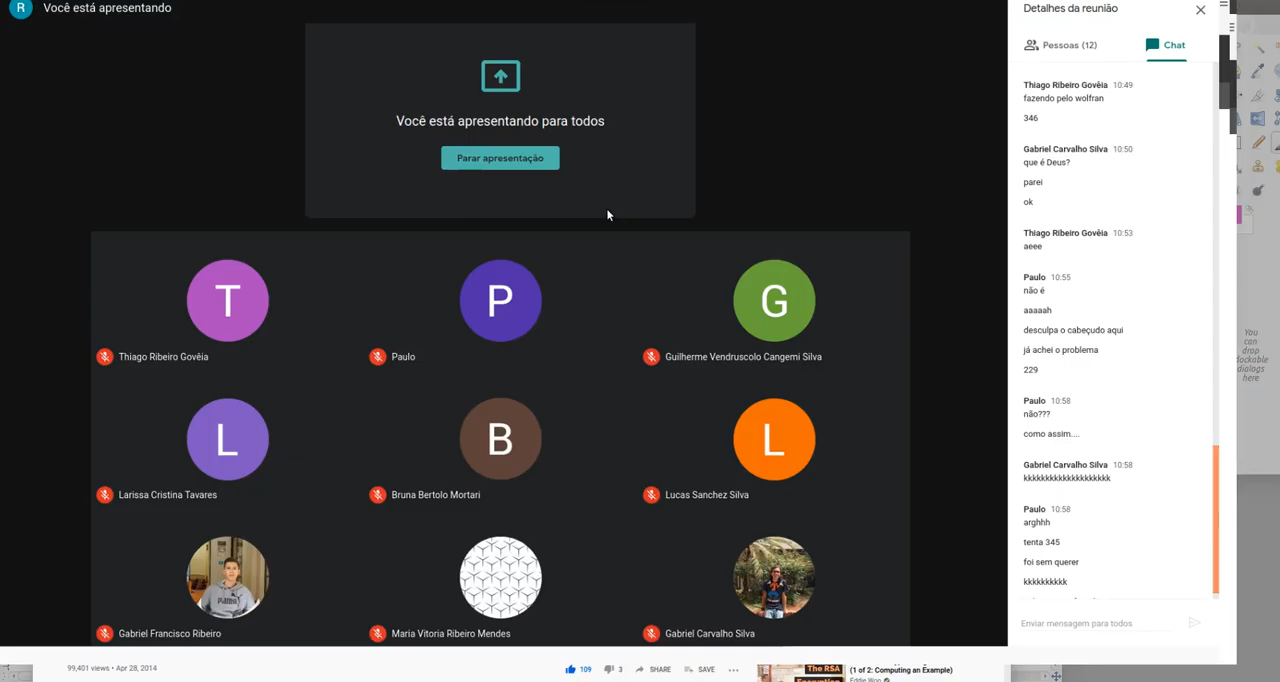 R
Você está apresentando
Você está apresentando para todos
Parar apresentação
T
Thiago Ribeiro Govêia
P
Paulo
G
Guilherme Vendruscolo Cangemi Silva
L
Larissa Cristina Tavares
B
Bruna Bertolo Mortari
L
Lucas Sanchez Silva
Gabriel Francisco Ribeiro
Maria Vitoria Ribeiro Mendes
Gabriel Carvalho Silva
Detalhes da reunião
Pessoas (12)
Chat
Thiago Ribeiro Govêia 10:49
fazendo pelo wolfran
346
Gabriel Carvalho Silva 10:50
que é Deus?
parei
ok
Thiago Ribeiro Govêia 10:53
aeee
Paulo 10:55
não é
aaaaah
desculpa o cabeçudo aqui
já achei o problema
229
Paulo 10:58
não???
como assim....
Gabriel Carvalho Silva 10:58
kkkkkkkkkkkkkkkkkkkk
Paulo 10:58
arghhh
tenta 345
foi sem querer
kkkkkkkkkk
Enviar mensagem para todos
You
can
drop
dockable
dialogs
here
99,401 views • Apr 28, 2014
109
3
SHARE
SAVE
The RSA
Encryption
(1 of 2: Computing an Example)
Eddie Woo